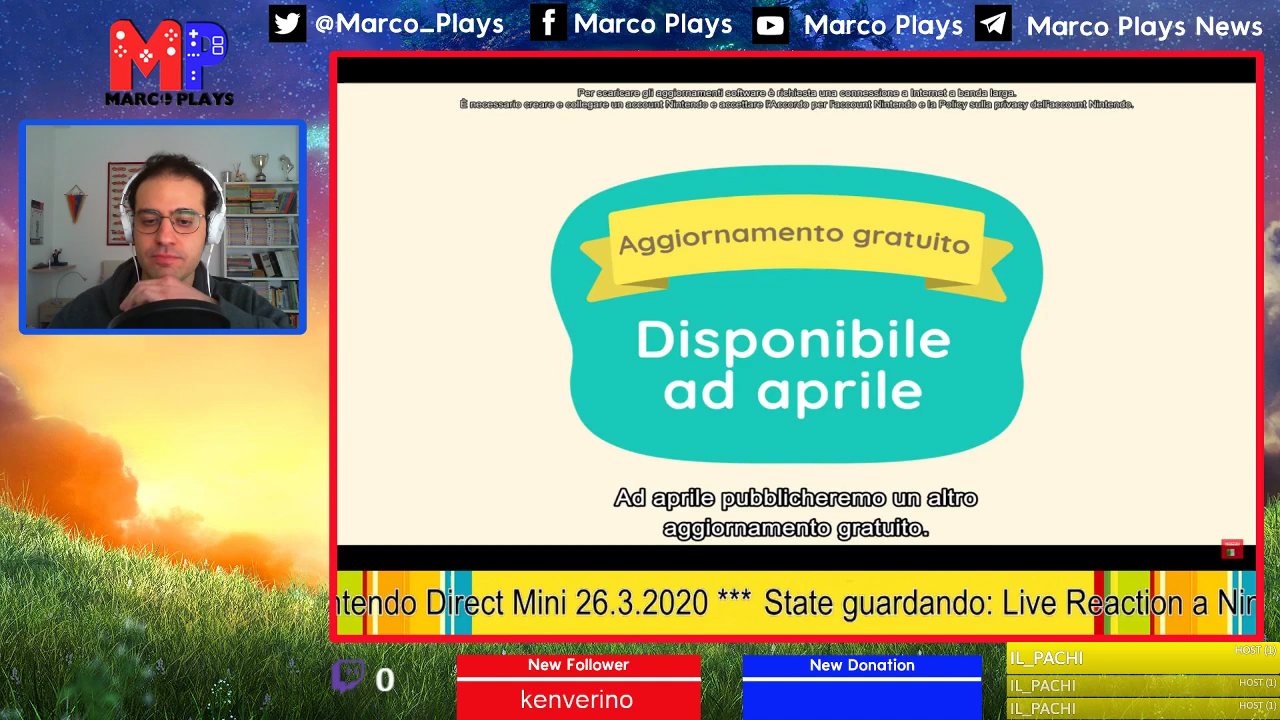 @Marco_Plays
Marco Plays
Marco Plays
Marco Plays News
MP
MARCO PLAYS
Per scaricare gli aggiornamenti software è richiesta una connessione a Internet a banda larga.
È necessario creare e collegare un account Nintendo e accettare l'Accordo per l'account Nintendo e la Policy sulla privacy dell'account Nintendo.
Aggiornamento gratuito
Disponibile
ad aprile
Ad aprile pubblicheremo un altro
aggiornamento gratuito.
ntendo Direct Mini 26.3.2020 *** State guardando: Live Reaction a Nin
0
New Follower
kenverino
New Donation
IL_PACHI HOST (1)
IL_PACHI HOST (1)
IL_PACHI HOST (1)